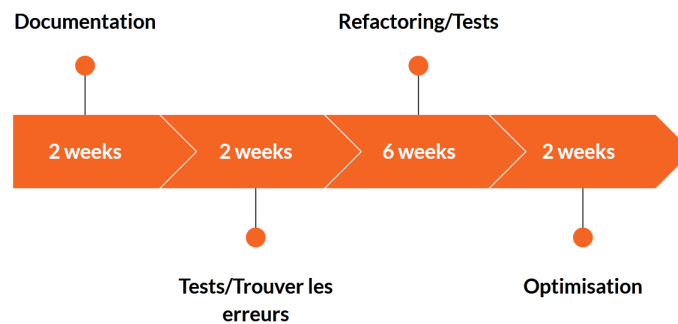 Documentation
Refactoring/Tests
2 weeks
2 weeks
6 weeks
2 weeks
Tests/Trouver les
erreurs
Optimisation